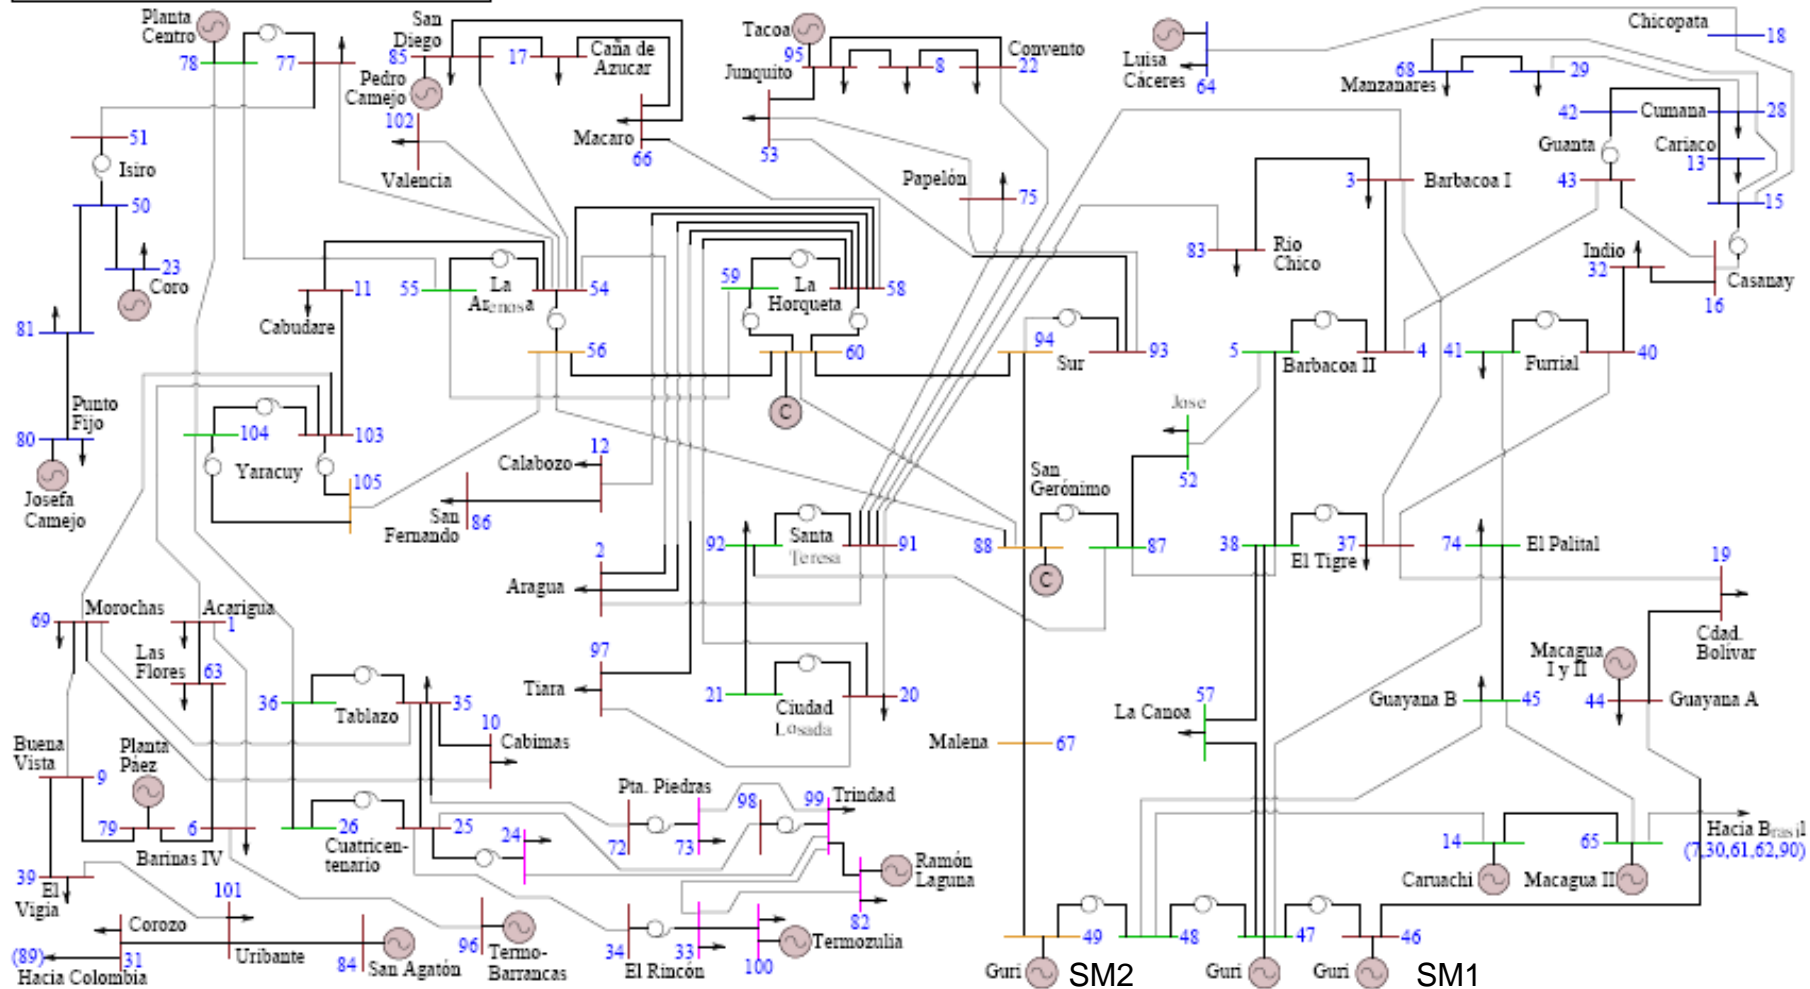 Planta
Centro
78
77
San
Diego
85
Pedro
Camejo
102
Valencia
17
Caña de
Azucar
Macaro
66
Tacoa
95
Junquito
53
8
Convento
22
Luisa
Cáceres
64
Chicopata
18
68
Manzanares
29
42
Cumana
28
Guanta
Cariaco
13
43
15
51
Isiro
50
23
Coro
81
Punto
Fijo
80
Josefa
Camejo
11
Cabudare
55
La
Arenosa
54
56
59
La
Horqueta
58
60
C
Papelón
75
3
Barbacoa I
83
Rio
Chico
Indio
32
Casanay
16
94
Sur
93
5
Barbacoa II
4
41
Furrial
40
104
103
Yaracuy
105
12
Calabozo
San
Fernando
86
2
Aragua
97
Tiara
92
Santa
Teresa
91
21
Ciudad
Losada
20
San
Gerónimo
88
87
C
Jose
52
38
El Tigre
37
74
El Palital
19
Cdad.
Bolívar
69
Morochas
Acarigua
1
Las
Flores
63
36
Tablazo
35
10
Cabimas
Buena
Vista
9
Planta
Páez
79
6
Barinas IV
39
El
Vigía
26
25
Cuatricen-
tenario
24
Pta. Piedras
72
73
98
99
Trindad
Ramón
Laguna
82
101
Corozo
(89)
31
Hacia Colombia
Uribante
84
San Agatón
96
Termo-
Barrancas
34
El Rincón
33
100
Termozulia
Malena
67
57
La Canoa
Guayana B
45
Macagua
I y II
44
Guayana A
14
Caruachi
65
Macagua II
Hacia Brasil
(7,30,61,62,90)
49
48
47
46
Guri
SM2
Guri
Guri
SM1